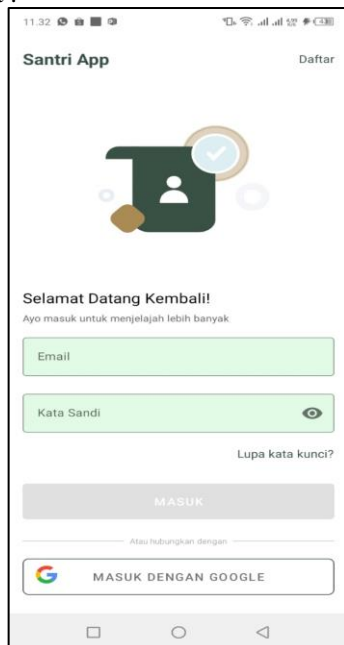 11.32
Santri App
Daftar
Selamat Datang Kembali!
Ayo masuk untuk menjelajah lebih banyak
Email
Kata Sandi
Lupa kata kunci?
MASUK
Atau hubungkan dengan
MASUK DENGAN GOOGLE